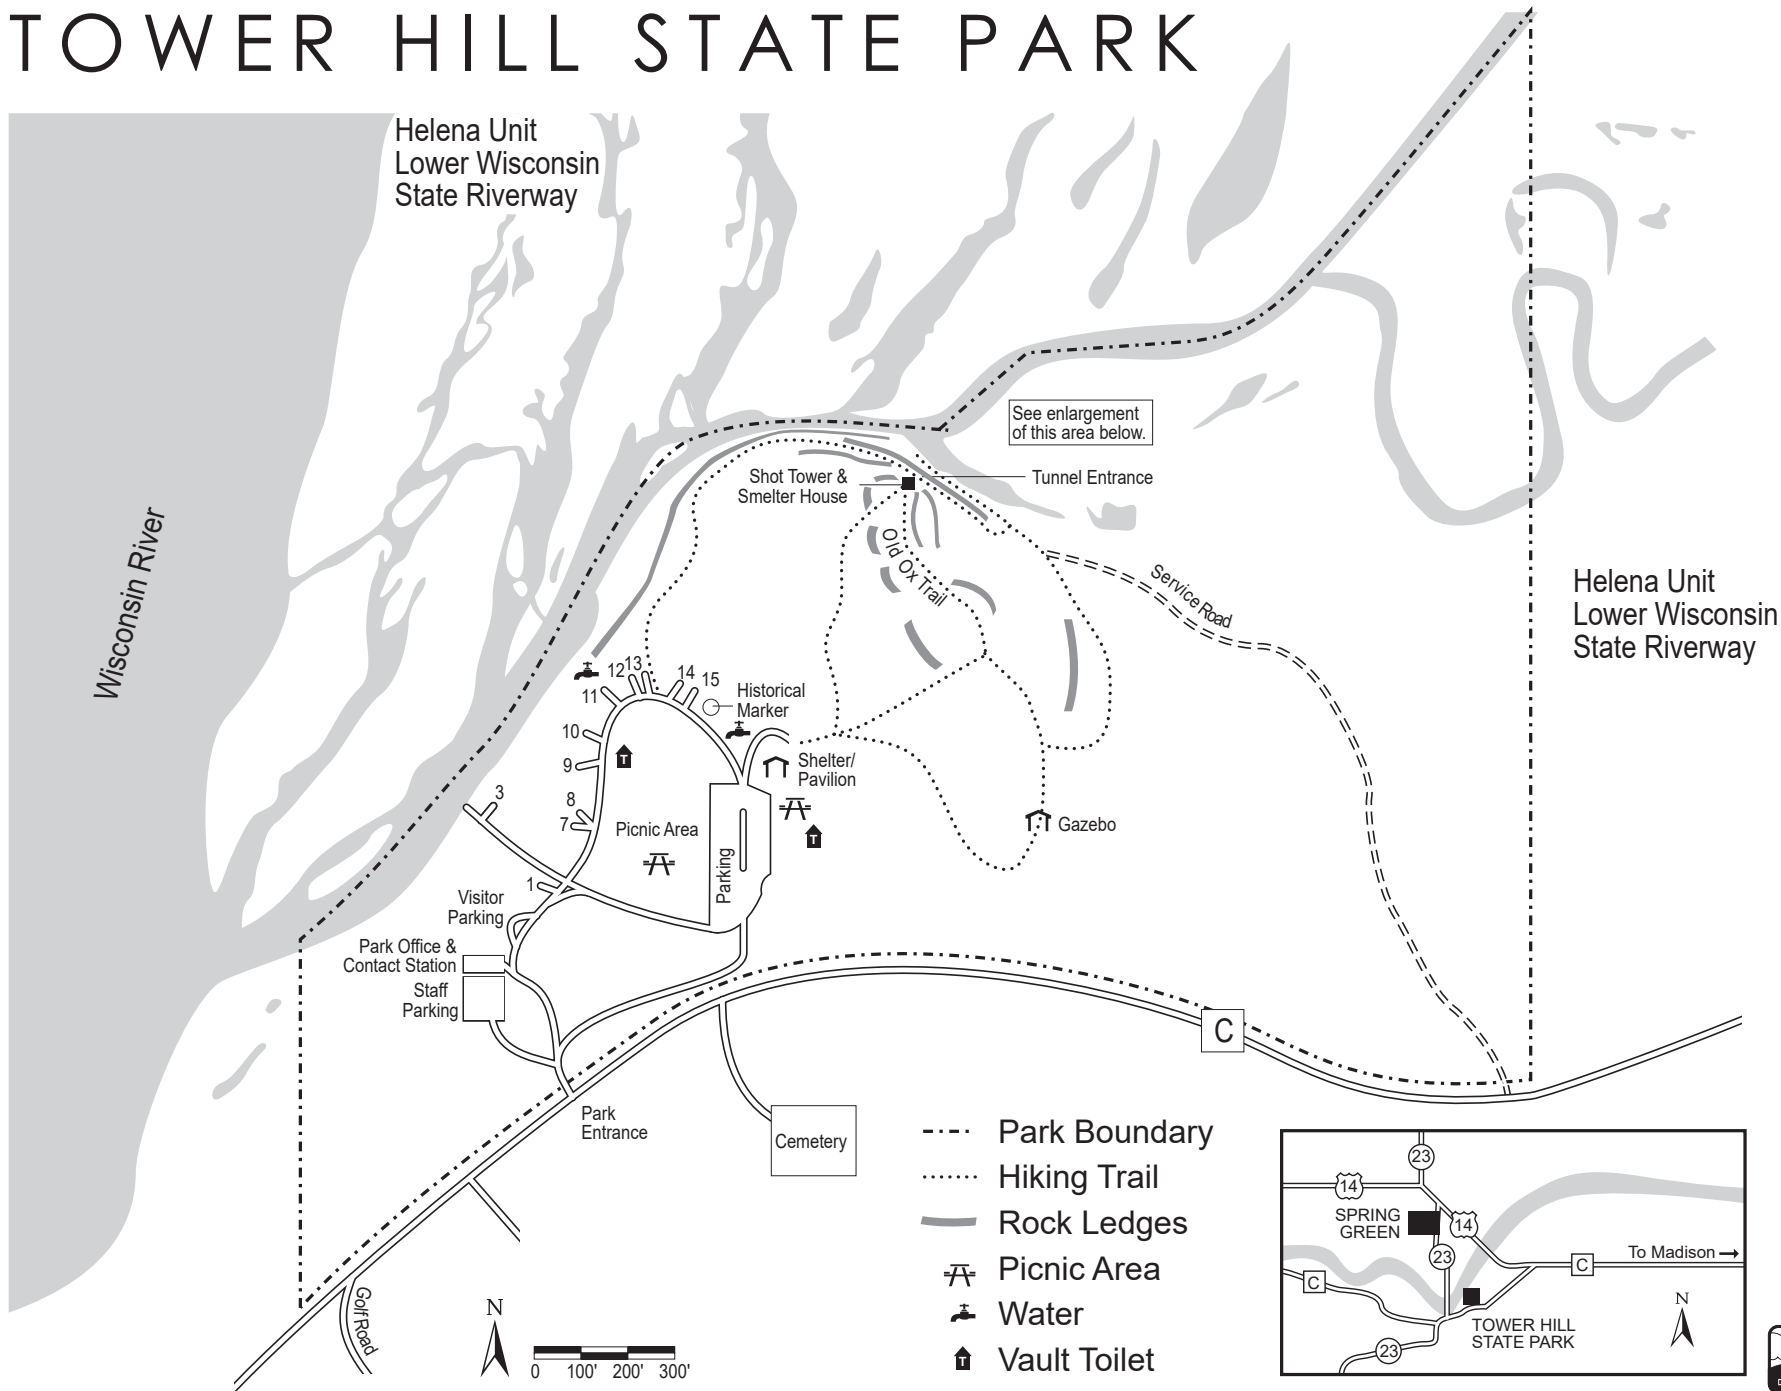 TOWER HILL STATE PARK
Helena Unit
Lower Wisconsin
State Riverway
See enlargement
of this area below.
Shot Tower &
Smelter House
Tunnel Entrance
Old Ox Trail
Service Road
Helena Unit
Lower Wisconsin
State Riverway
Wisconsin River
12
13
14
15
11
Historical
Marker
10
9
Shelter/
Pavilion
3
8
7
Picnic Area
Parking
Gazebo
1
Visitor
Parking
Park Office &
Contact Station
Staff
Parking
C
Park
Entrance
Cemetery
Golf Road
N
0 100' 200' 300'
Park Boundary
Hiking Trail
Rock Ledges
Picnic Area
Water
T Vault Toilet
23
14
SPRING
GREEN
14
23
To Madison
C
C
TOWER HILL
STATE PARK
N
23
T
T